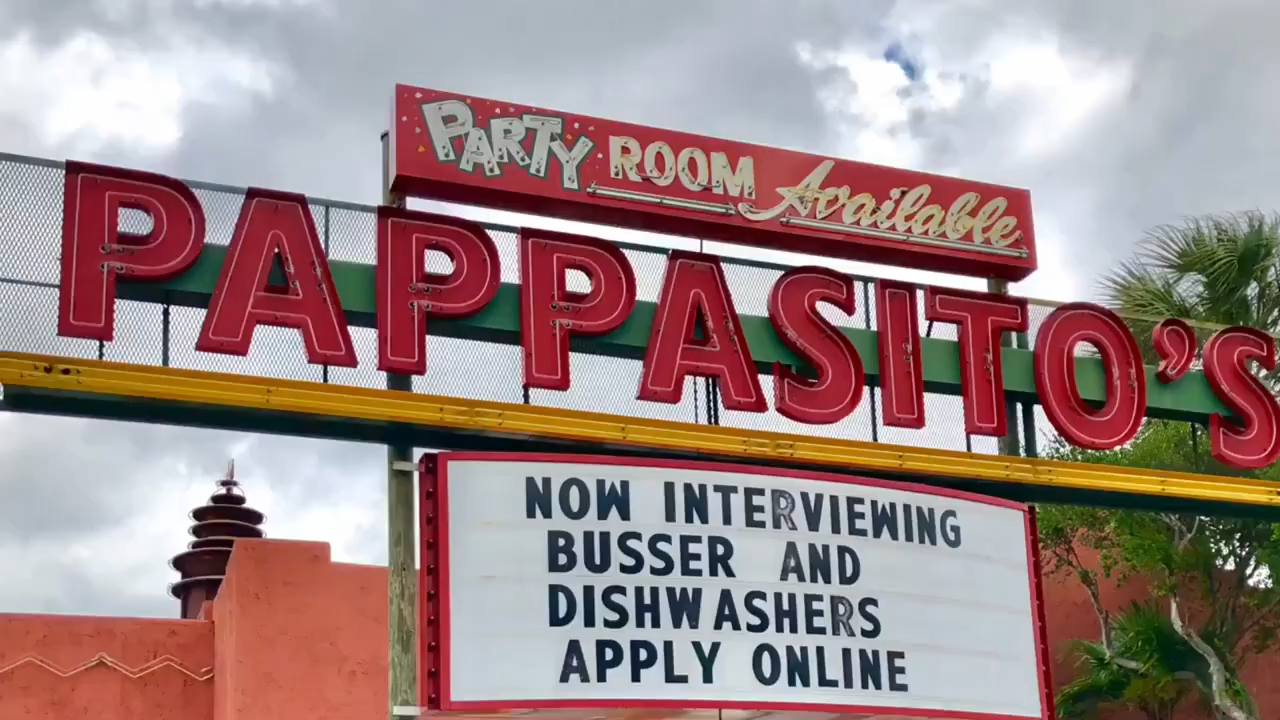 PARTY ROOM Available
PAPPASITO'S
NOW INTERVIEWING
BUSSER AND
DISHWASHERS
APPLY ONLINE